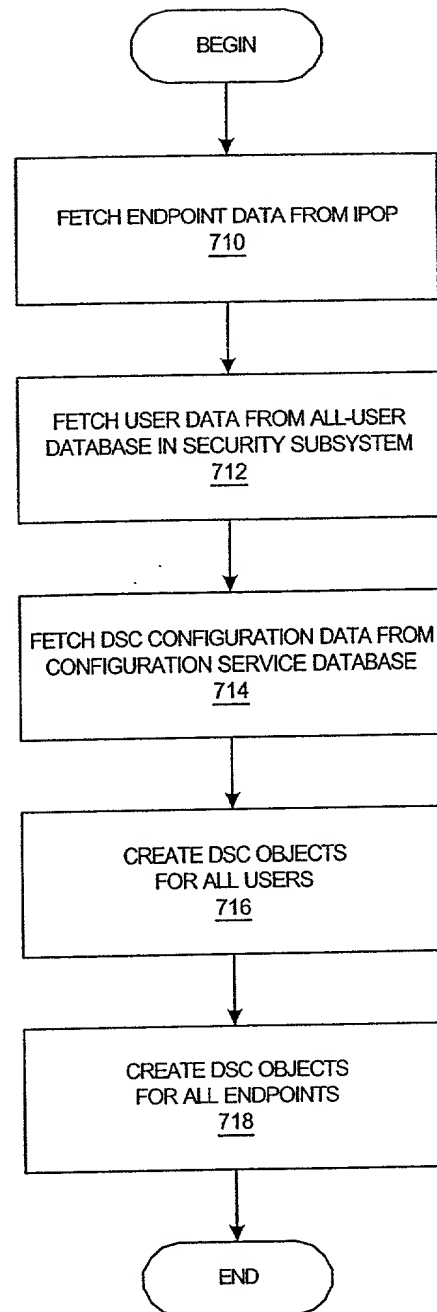 BEGIN
FETCH ENDPOINT DATA FROM IPOP
710
FETCH USER DATA FROM ALL-USER
DATABASE IN SECURITY SUBSYSTEM
712
FETCH DSC CONFIGURATION DATA FROM
CONFIGURATION SERVICE DATABASE
714
CREATE DSC OBJECTS
FOR ALL USERS
716
CREATE DSC OBJECTS
FOR ALL ENDPOINTS
718
END